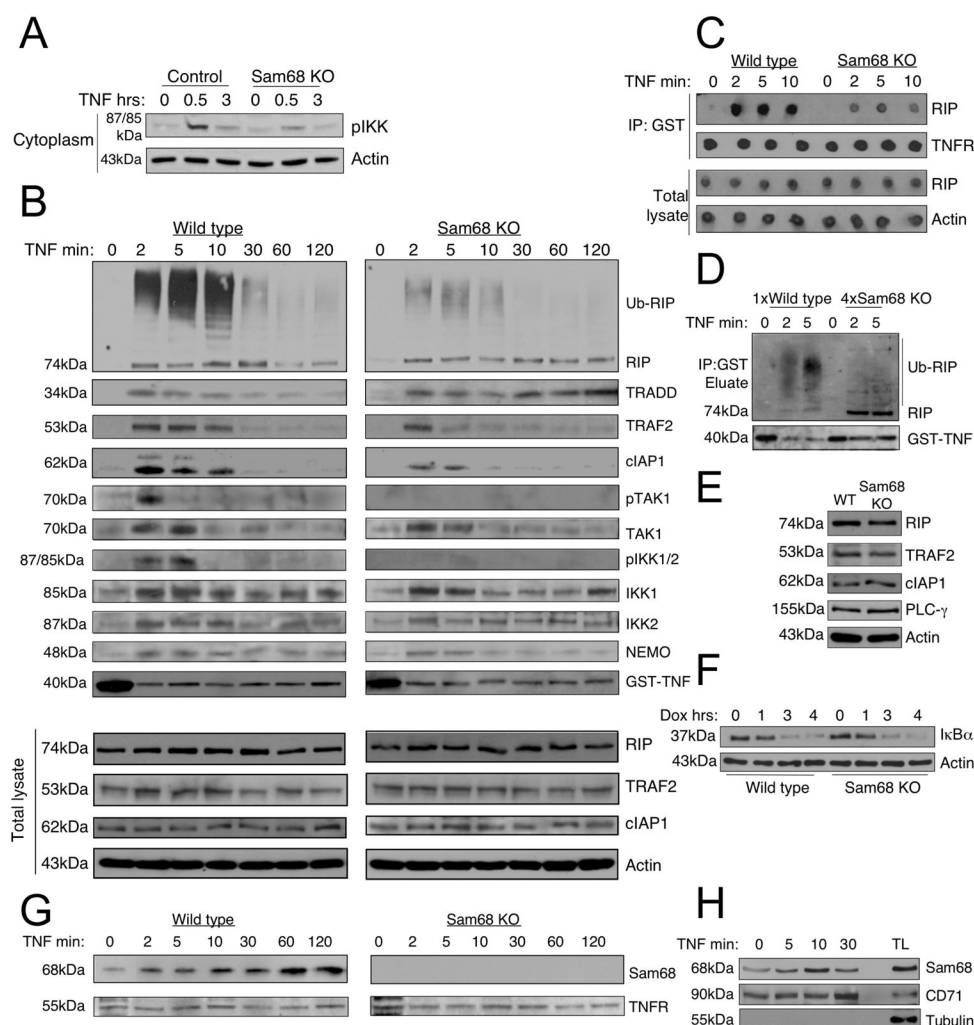 A
Control Sam68 KO
TNF hrs: 0 0.5 3 0 0.5 3
Cytoplasm
87/85
kDa
pIKK
43kDa Actin
B
Wild type Sam68 KO
TNF min: 0 2 5 10 30 60 120 0 2 5 10 30 60 120
Ub-RIP
74kDa RIP
34kDa TRADD
53kDa TRAF2
62kDa cIAP1
70kDa pTAK1
70kDa TAK1
87/85kDa pIKK1/2
85kDa IKK1
87kDa IKK2
48kDa NEMO
40kDa GST-TNF
Total lysate
74kDa RIP
53kDa TRAF2
62kDa cIAP1
43kDa Actin
C
Wild type Sam68 KO
TNF min: 0 2 5 10 0 2 5 10
IP: GST
RIP
TNFR
Total
lysate
RIP
Actin
D
1xWild type 4xSam68 KO
TNF min: 0 2 5 0 2 5
IP:GST
Eluate
Ub-RIP
74kDa RIP
40kDa GST-TNF
E
WT Sam68
KO
74kDa RIP
53kDa TRAF2
62kDa cIAP1
155kDa PLC-γ
43kDa Actin
F
Dox hrs: 0 1 3 4 0 1 3 4
37kDa IκBα
43kDa Actin
Wild type Sam68 KO
G
Wild type Sam68 KO
TNF min: 0 2 5 10 30 60 120 0 2 5 10 30 60 120
68kDa Sam68
55kDa TNFR
H
TNF min: 0 5 10 30 TL
68kDa Sam68
90kDa CD71
55kDa Tubulin